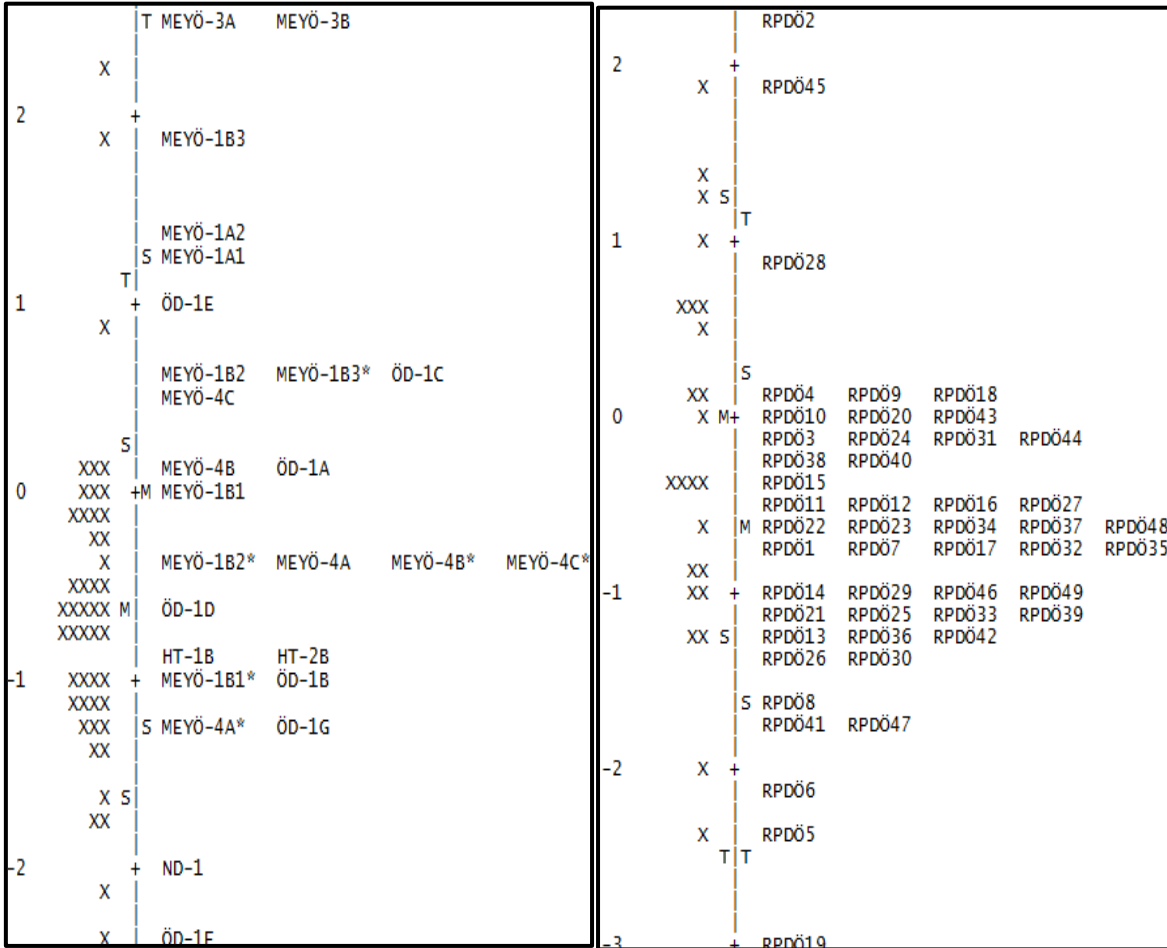 T MEYÖ-3A MEYÖ-3B
X
2 +
X MEYÖ-1B3
MEYÖ-1A2
S MEYÖ-1A1
T
1 + ÖD-1E
X
MEYÖ-1B2 MEYÖ-1B3* ÖD-1C
MEYÖ-4C
S
XXX MEYÖ-4B ÖD-1A
0 XXX +M MEYÖ-1B1
XXXX
XX
X MEYÖ-1B2* MEYÖ-4A MEYÖ-4B* MEYÖ-4C*
XXXX
XXXXX M ÖD-1D
XXXXX
HT-1B HT-2B
-1 XXXX + MEYÖ-1B1* ÖD-1B
XXXX
XXX S MEYÖ-4A* ÖD-1G
XX
X S
XX
-2 + ND-1
X
X ÖD-1F
RPDÖ2
2 +
X RPDÖ45
X
X S
T
1 X +
RPDÖ28
XXX
X
S
XX RPDÖ4 RPDÖ9 RPDÖ18
0 X M+ RPDÖ10 RPDÖ20 RPDÖ43
RPDÖ3 RPDÖ24 RPDÖ31 RPDÖ44
RPDÖ38 RPDÖ40
XXXX RPDÖ15
RPDÖ11 RPDÖ12 RPDÖ16 RPDÖ27
X M RPDÖ22 RPDÖ23 RPDÖ34 RPDÖ37 RPDÖ48
RPDÖ1 RPDÖ7 RPDÖ17 RPDÖ32 RPDÖ35
XX
-1 XX + RPDÖ14 RPDÖ29 RPDÖ46 RPDÖ49
RPDÖ21 RPDÖ25 RPDÖ33 RPDÖ39
XX S RPDÖ13 RPDÖ36 RPDÖ42
RPDÖ26 RPDÖ30
S RPDÖ8
RPDÖ41 RPDÖ47
-2 X +
RPDÖ6
X RPDÖ5
T T
-3 + RPDÖ19